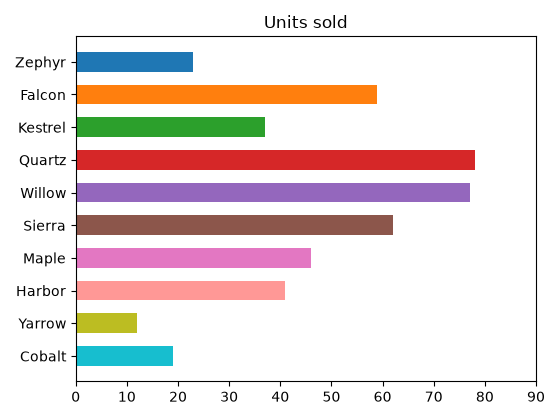 Units sold
Zephyr
Falcon
Kestrel
Quartz
Willow
Sierra
Maple
Harbor
Yarrow
Cobalt
0 10 20 30 40 50 60 70 80 90